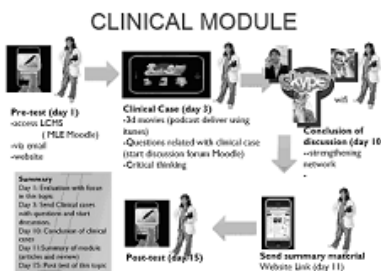 CLINICAL MODULE
Pre-test (day 1)
-access LCMS
( MLE Moodle)
-via email
-website
Clinical Case (day 3)
-3d movies (podcast deliver using
itunes)
-Questions related with clinical case
(start discussion forum Moodle)
-Critical thinking
SKYPE
wifi
Conclusion of
discussion (day 10
--strengthening
network
-
Summary
Day 1: Evaluation with focus
in this topic
Day 3: Send Clinical cases
with questions and start
discussion.
Day 10: Conclusion of clinical
cases
Day 11:Summary of module
(articles and review)
Day 15: Post test of this topic
Post-test (day 15)
Send summary material
Website Link (day 11)